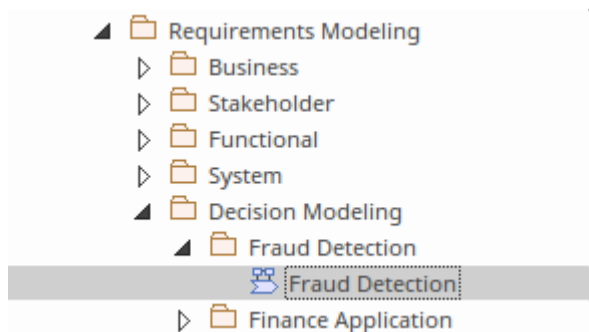 Requirements Modeling
Business
Stakeholder
Functional
System
Decision Modeling
Fraud Detection
Fraud Detection
Finance Application